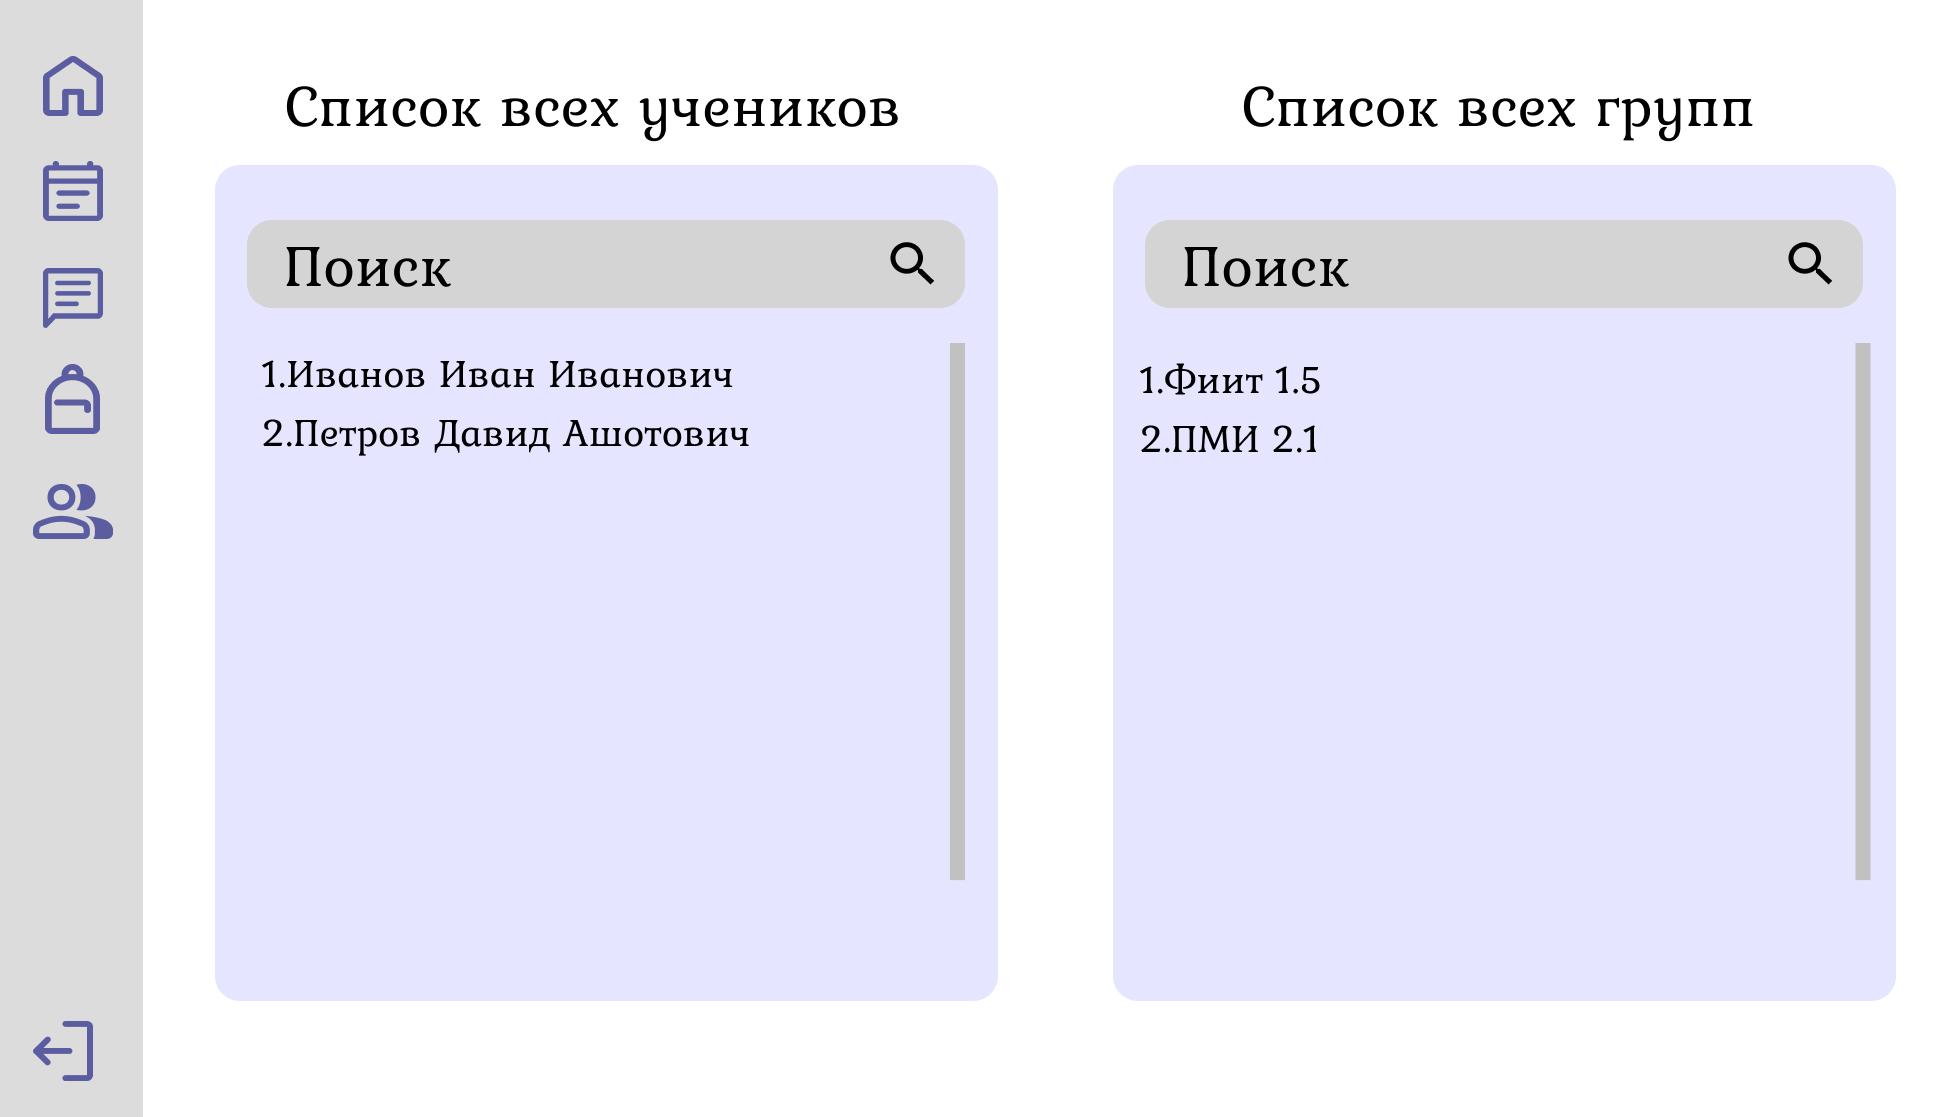 Список всех учеников
Поиск
1.Иванов Иван Иванович
2.Петров Давид Ашотович
Список всех групп
Поиск
1.Фиит 1.5
2.ПМИ 2.1